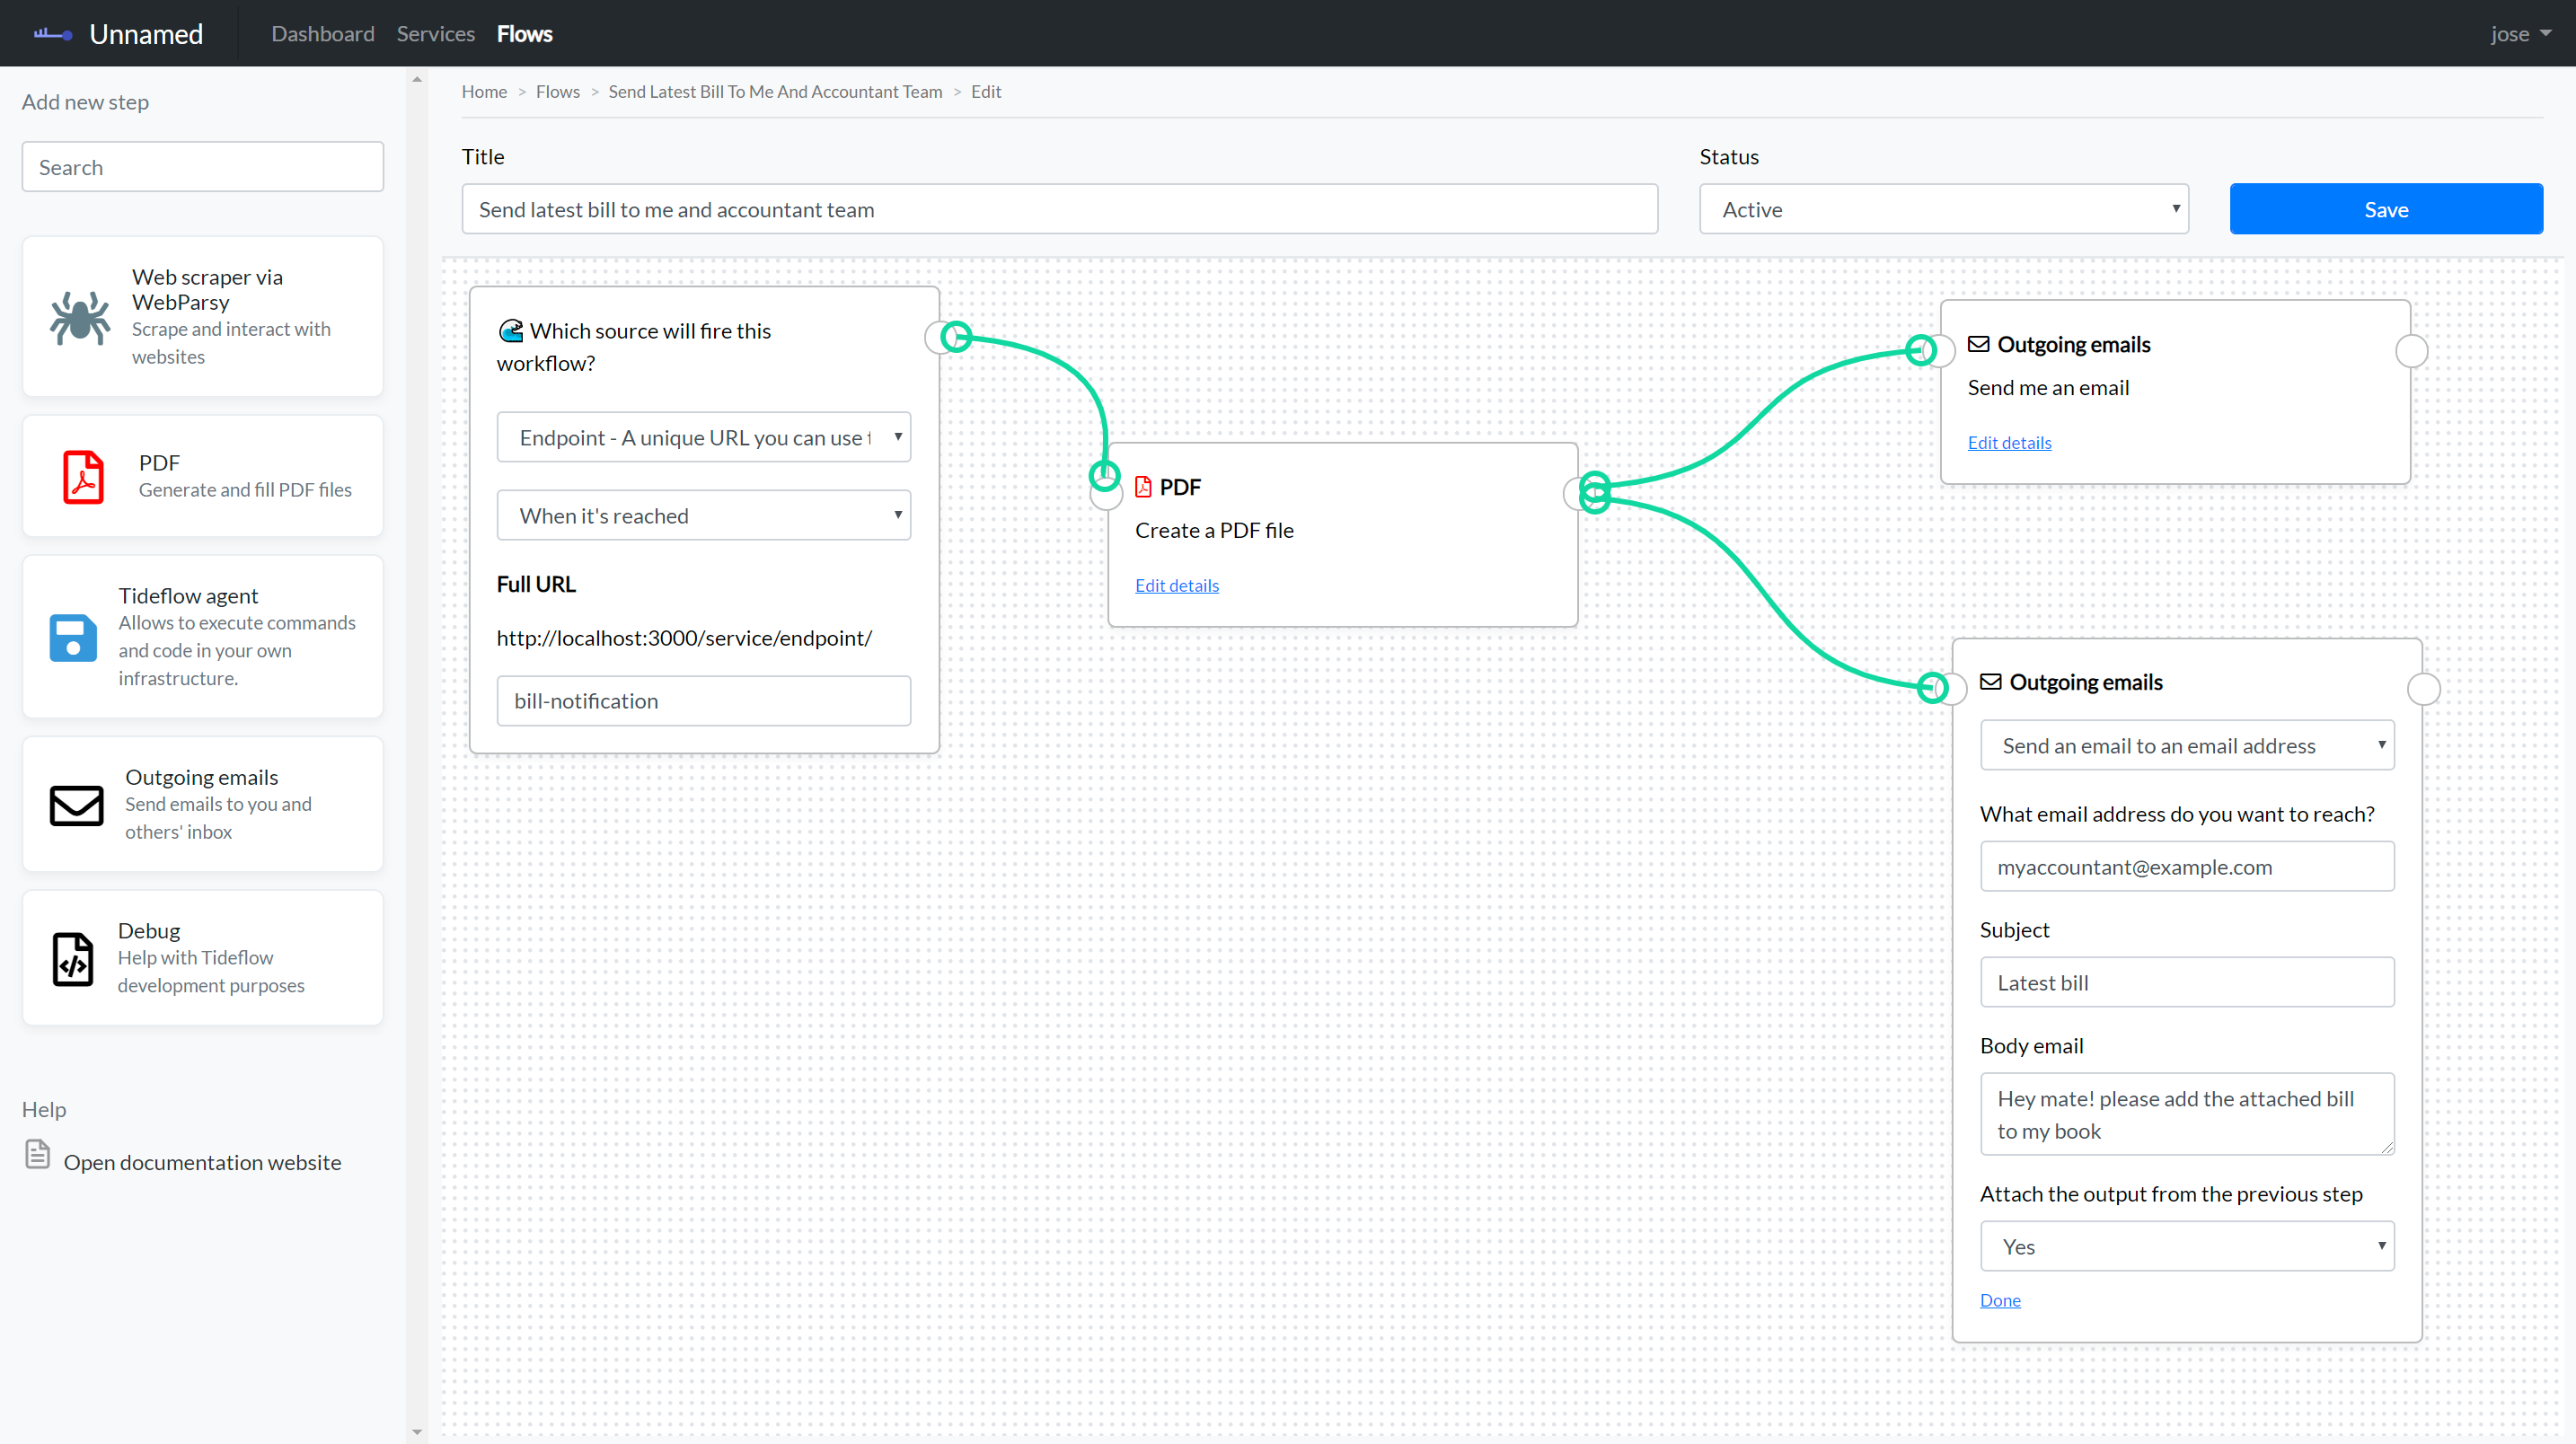 Unnamed
Dashboard
Services
Flows
jose
Add new step
Search
Web scraper via
WebParsy
Scrape and interact with
websites
PDF
Generate and fill PDF files
Tideflow agent
Allows to execute commands
and code in your own
infrastructure.
Outgoing emails
Send emails to you and
others' inbox
Debug
Help with Tideflow
development purposes
Help
Open documentation website
Home > Flows > Send Latest Bill To Me And Accountant Team > Edit
Title
Send latest bill to me and accountant team
Status
Active
Save
Which source will fire this
workflow?
Endpoint - A unique URL you can use
When it's reached
Full URL
http://localhost:3000/service/endpoint/
bill-notification
PDF
Create a PDF file
Edit details
Outgoing emails
Send me an email
Edit details
Outgoing emails
Send an email to an email address
What email address do you want to reach?
myaccountant@example.com
Subject
Latest bill
Body email
Hey mate! please add the attached bill
to my book
Attach the output from the previous step
Yes
Done